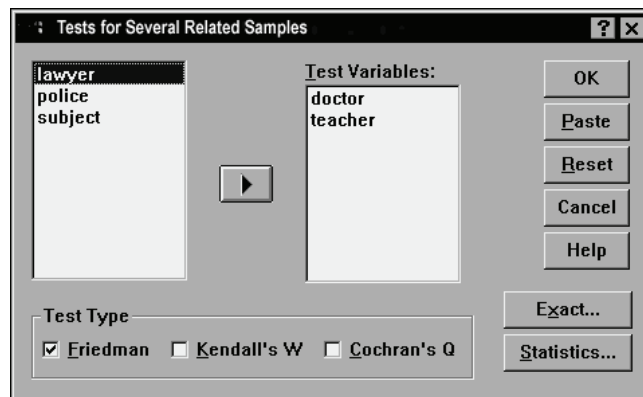 Tests for Several Related Samples
lawyer
police
subject
Test Variables:
doctor
teacher
OK
Paste
Reset
Cancel
Help
Test Type
Friedman
Kendall's W
Cochran's Q
Exact...
Statistics...